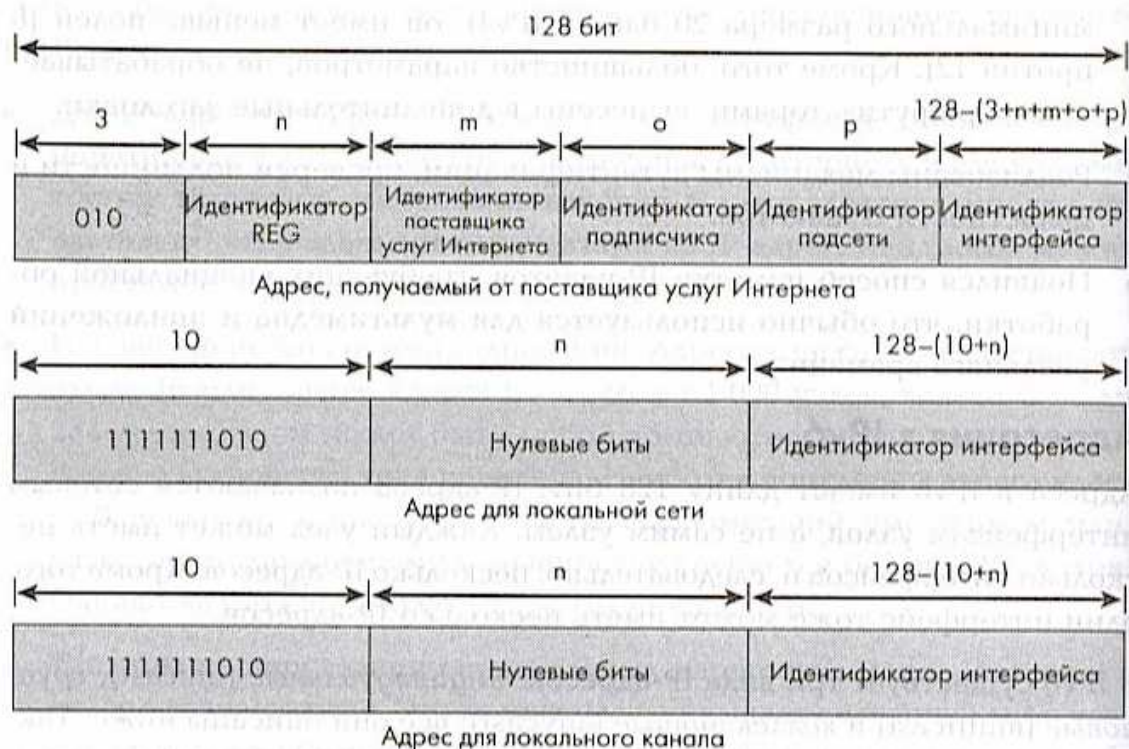 128 бит
3 n m o p 128–(3+n+m+o+p)
010 Идентификатор REG Идентификатор поставщика услуг Интернета Идентификатор подписчика Идентификатор подсети Идентификатор интерфейса
Адрес, получаемый от поставщика услуг Интернета
10 n 128–(10+n)
1111111010 Нулевые биты Идентификатор интерфейса
Адрес для локальной сети
10 n 128–(10+n)
1111111010 Нулевые биты Идентификатор интерфейса
Адрес для локального канала